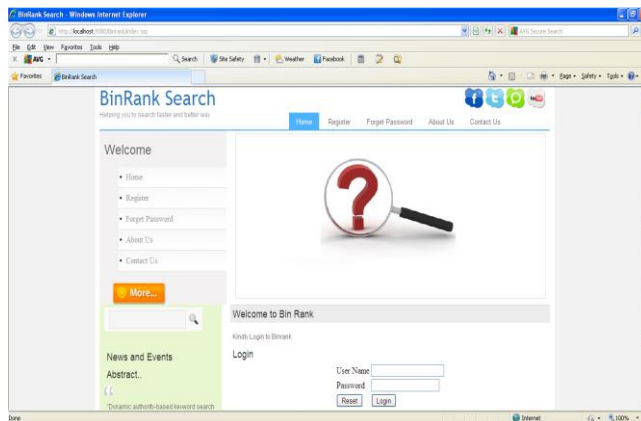 BinRank Search - Windows Internet Explorer
http://localhost:
AVG Secure Search
File Edit View Favorites Tools Help
AVG Search Site Safety Weather Facebook
Favorites BinRank Search
Page Safety Tools
BinRank Search
Helping you to search faster and better way
Home Register Forget Password About Us Contact Us
Welcome
Home
Register
Forget Password
About Us
Contact Us
More...
Welcome to Bin Rank
Kindly Login to Binrank
Login
User Name
Password
Reset Login
News and Events
Abstract..
"Dynamic authority-based keyword search
Done
Internet
100%